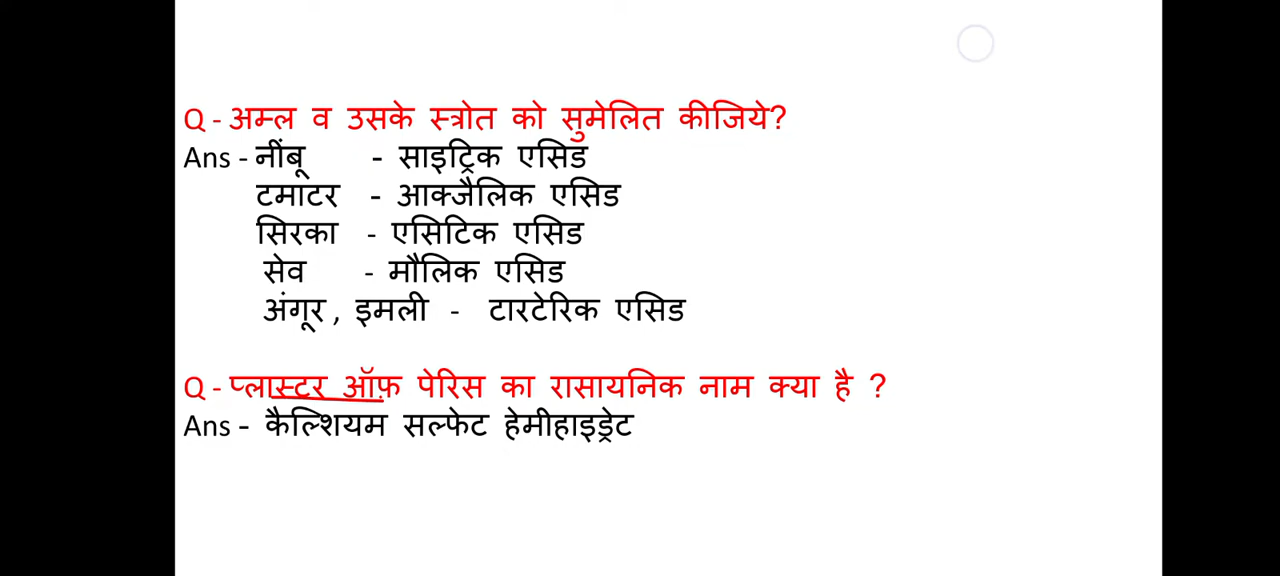 Q - अम्ल व उसके स्त्रोत को सुमेलित कीजिये?
Ans - नींबू - साइट्रिक एसिड
टमाटर - आक्जैलिक एसिड
सिरका - एसिटिक एसिड
सेव - मौलिक एसिड
अंगूर , इमली - टारटेरिक एसिड
Q - प्लास्टर ऑफ़ पेरिस का रासायनिक नाम क्या है ?
Ans - कैल्शियम सल्फेट हेमीहाइड्रेट